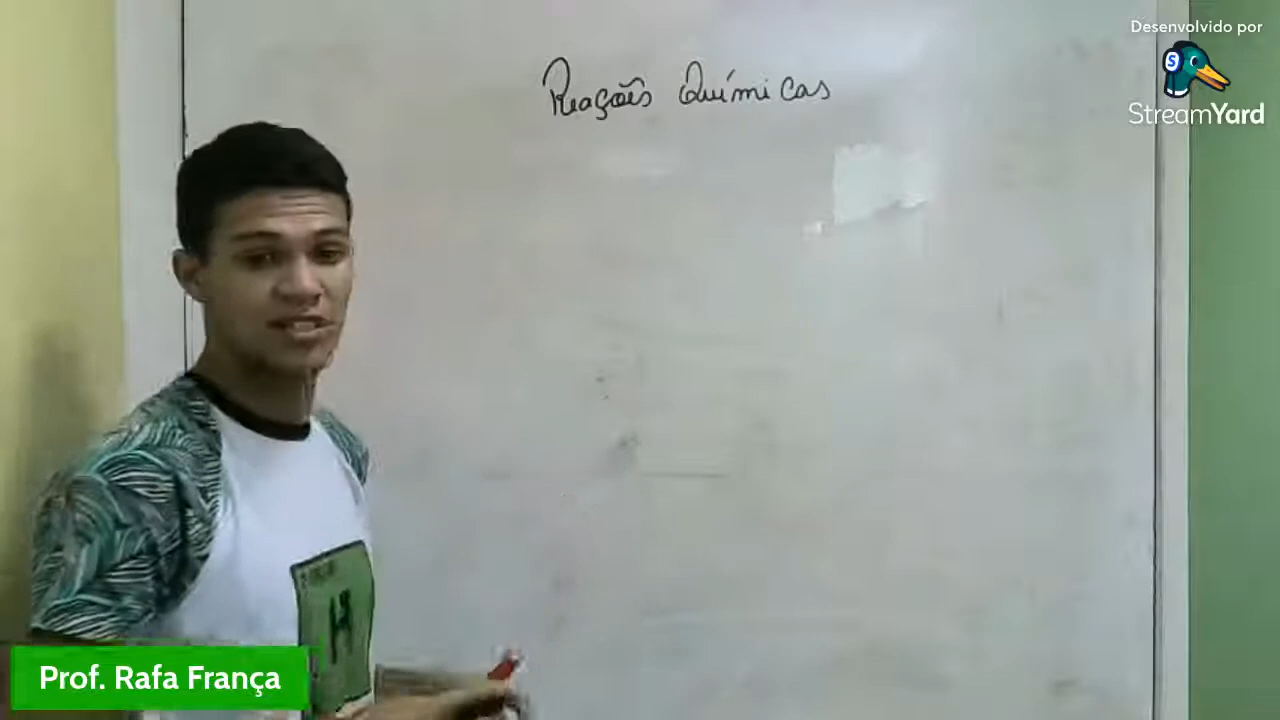 Desenvolvido por
S
StreamYard
Reações Químicas
H
Prof. Rafa França